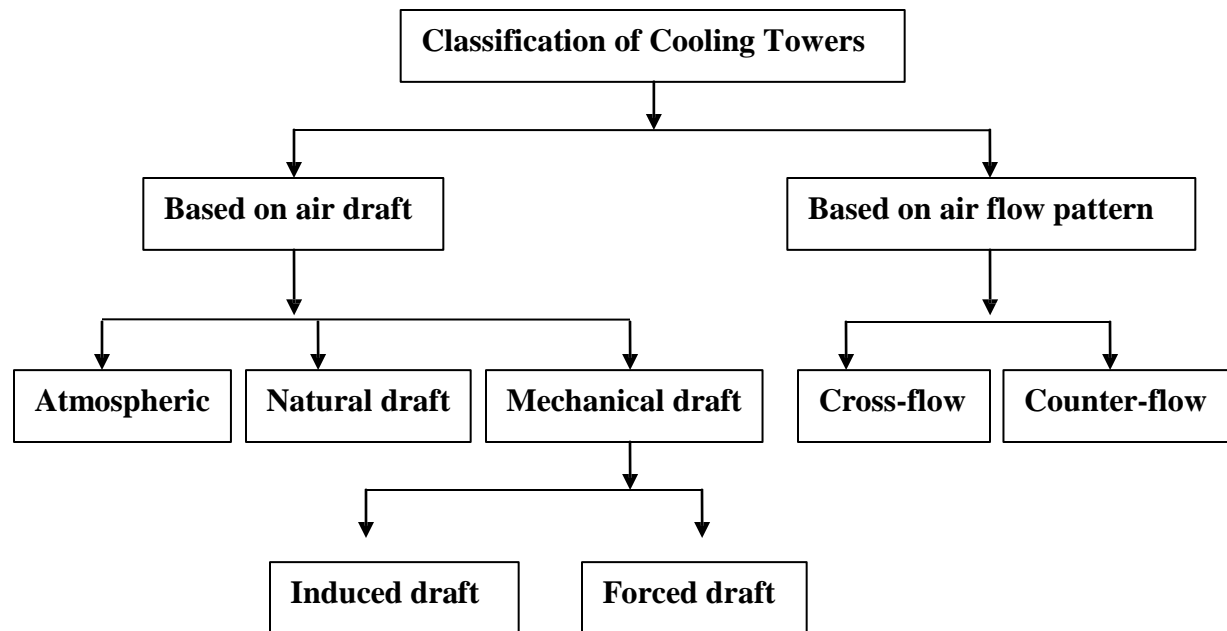 Classification of Cooling Towers
Based on air draft
Based on air flow pattern
Atmospheric
Natural draft
Mechanical draft
Cross-flow
Counter-flow
Induced draft
Forced draft